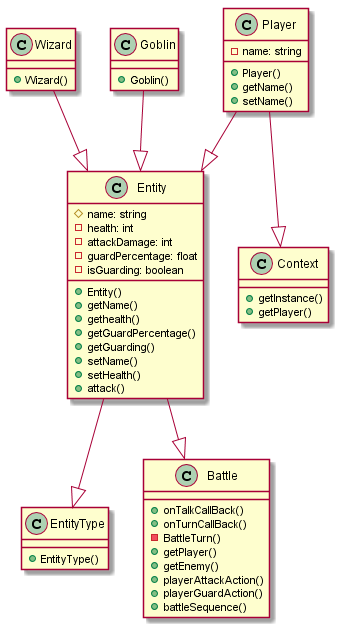 C Wizard
Wizard()
C Goblin
Goblin()
C Player
name: string
Player()
getName()
setName()
C Entity
name: string
health: int
attackDamage: int
guardPercentage: float
isGuarding: boolean
Entity()
getName()
gethealth()
getGuardPercentage()
getGuarding()
setName()
setHealth()
attack()
C Context
getInstance()
getPlayer()
C EntityType
EntityType()
C Battle
onTalkCallBack()
onTurnCallBack()
BattleTurn()
getPlayer()
getEnemy()
playerAttackAction()
playerGuardAction()
battleSequence()